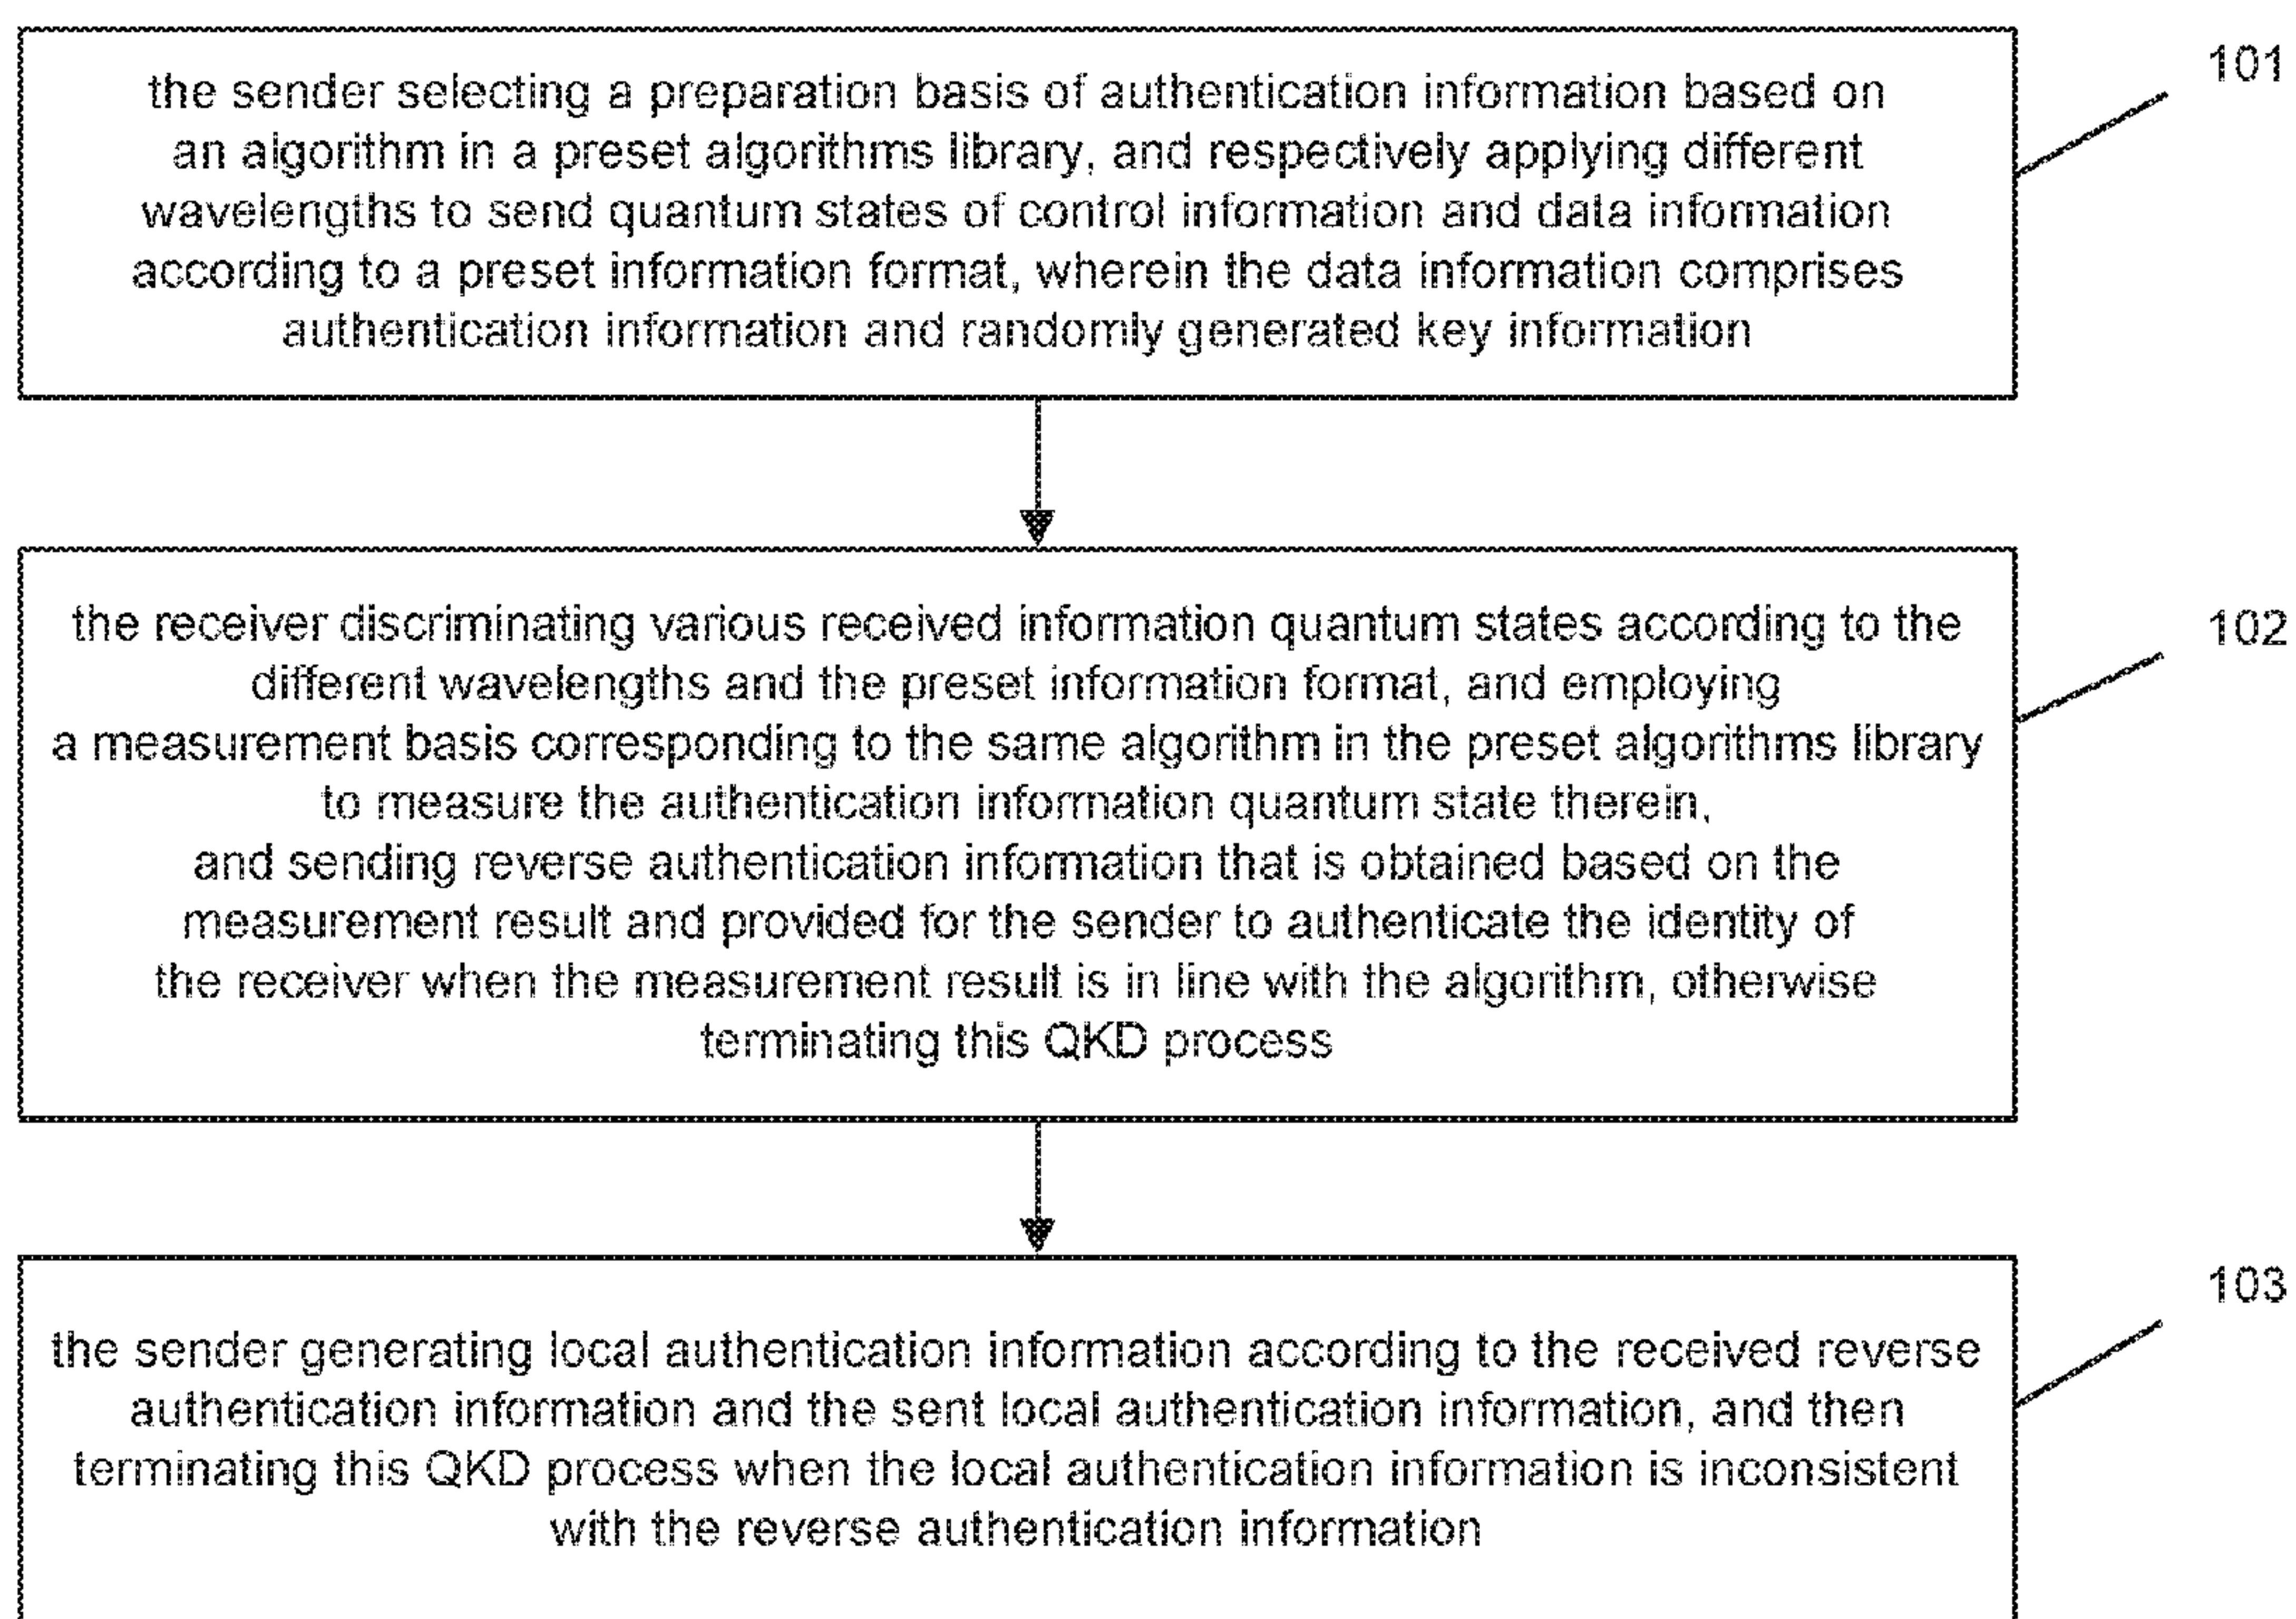 the sender selecting a preparation basis of authentication information based on
an algorithm in a preset algorithms library, and respectively applying different
wavelengths to send quantum states of control information and data information
according to a preset information format, wherein the data information comprises
authentication information and randomly generated key information
101
the receiver discriminating various received information quantum states according to the
different wavelengths and the preset information format, and employing
a measurement basis corresponding to the same algorithm in the preset algorithms library
to measure the authentication information quantum state therein,
and sending reverse authentication information that is obtained based on the
measurement result and provided for the sender to authenticate the identity of
the receiver when the measurement result is in line with the algorithm, otherwise
terminating this QKD process
102
the sender generating local authentication information according to the received reverse
authentication information and the sent local authentication information, and then
terminating this QKD process when the local authentication information is inconsistent
with the reverse authentication information
103